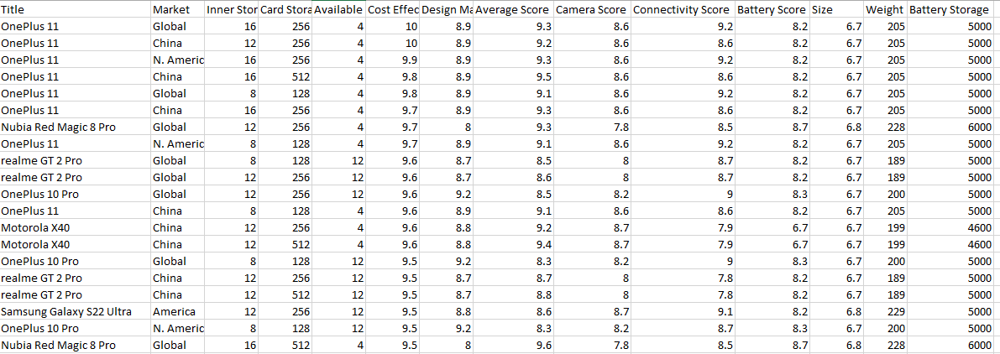 Title Market Inner Stor Card Stora Available Cost Effec Design Ma Average Score Camera Score Connectivity Score Battery Score Size Weight Battery Storage
OnePlus 11 Global 16 256 4 10 8.9 9.3 8.6 9.2 8.2 6.7 205 5000
OnePlus 11 China 12 256 4 10 8.9 9.2 8.6 8.6 8.2 6.7 205 5000
OnePlus 11 N. Americ 16 256 4 9.9 8.9 9.3 8.6 9.2 8.2 6.7 205 5000
OnePlus 11 China 16 512 4 9.8 8.9 9.5 8.6 8.6 8.2 6.7 205 5000
OnePlus 11 Global 8 128 4 9.8 8.9 9.1 8.6 9.2 8.2 6.7 205 5000
OnePlus 11 China 16 256 4 9.7 8.9 9.3 8.6 8.6 8.2 6.7 205 5000
Nubia Red Magic 8 Pro Global 12 256 4 9.7 8 9.3 7.8 8.5 8.7 6.8 228 6000
OnePlus 11 N. Americ 8 128 4 9.7 8.9 9.1 8.6 9.2 8.2 6.7 205 5000
realme GT 2 Pro Global 8 128 12 9.6 8.7 8.5 8 8.7 8.2 6.7 189 5000
realme GT 2 Pro Global 12 256 12 9.6 8.7 8.6 8 8.7 8.2 6.7 189 5000
OnePlus 10 Pro Global 12 256 12 9.6 9.2 8.5 8.2 9 8.3 6.7 200 5000
OnePlus 11 China 8 128 4 9.6 8.9 9.1 8.6 8.6 8.2 6.7 205 5000
Motorola X40 China 12 256 4 9.6 8.8 9.2 8.7 7.9 6.7 6.7 199 4600
Motorola X40 China 12 512 4 9.6 8.8 9.4 8.7 7.9 6.7 6.7 199 4600
OnePlus 10 Pro Global 8 128 12 9.5 9.2 8.3 8.2 9 8.3 6.7 200 5000
realme GT 2 Pro China 12 256 12 9.5 8.7 8.7 8 7.8 8.2 6.7 189 5000
realme GT 2 Pro China 12 512 12 9.5 8.7 8.8 8 7.8 8.2 6.7 189 5000
Samsung Galaxy S22 Ultra America 12 256 12 9.5 8.8 8.6 8.7 9.1 8.2 6.8 229 5000
OnePlus 10 Pro N. Americ 8 128 12 9.5 9.2 8.3 8.2 8.7 8.3 6.7 200 5000
Nubia Red Magic 8 Pro Global 16 512 4 9.5 8 9.6 7.8 8.5 8.7 6.8 228 6000